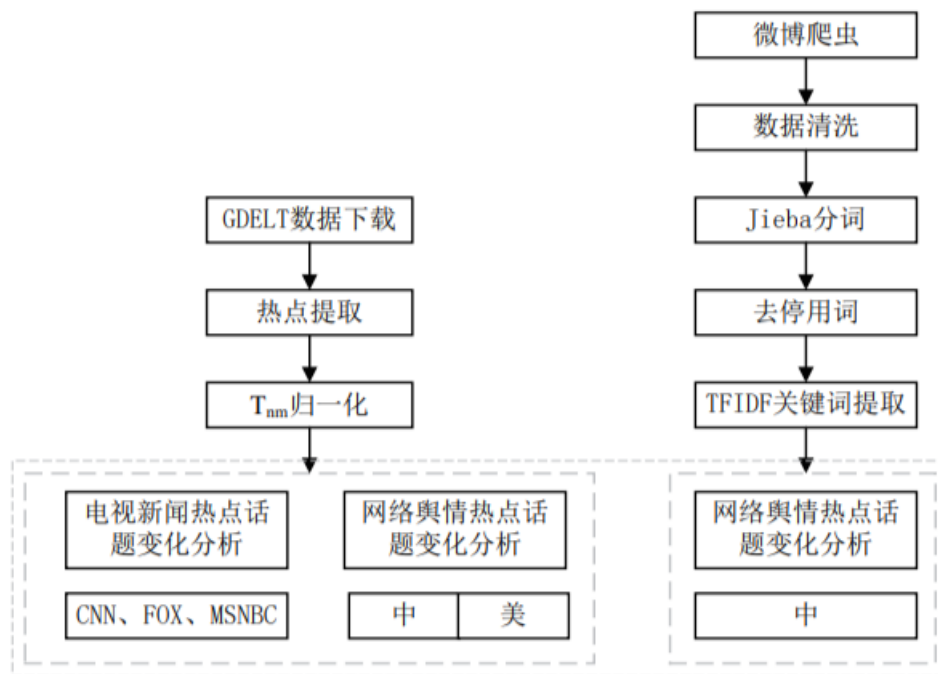 微博爬虫
数据清洗
GDELT数据下载
Jieba分词
热点提取
去停用词
Tnm归一化
TFIDF关键词提取
电视新闻热点话
题变化分析
网络舆情热点话
题变化分析
网络舆情热点话
题变化分析
CNN、FOX、MSNBC
中
美
中